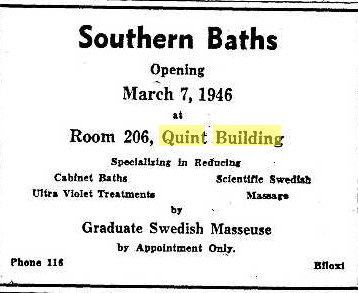 Southern Baths
Opening
March 7, 1946
at
Room 206, Quint Building
Specializing in Reducing
Cabinet Baths Scientific Swedish
Ultra Violet Treatments Massage
by
Graduate Swedish Masseuse
by Appointment Only.
Phone 116 Biloxi